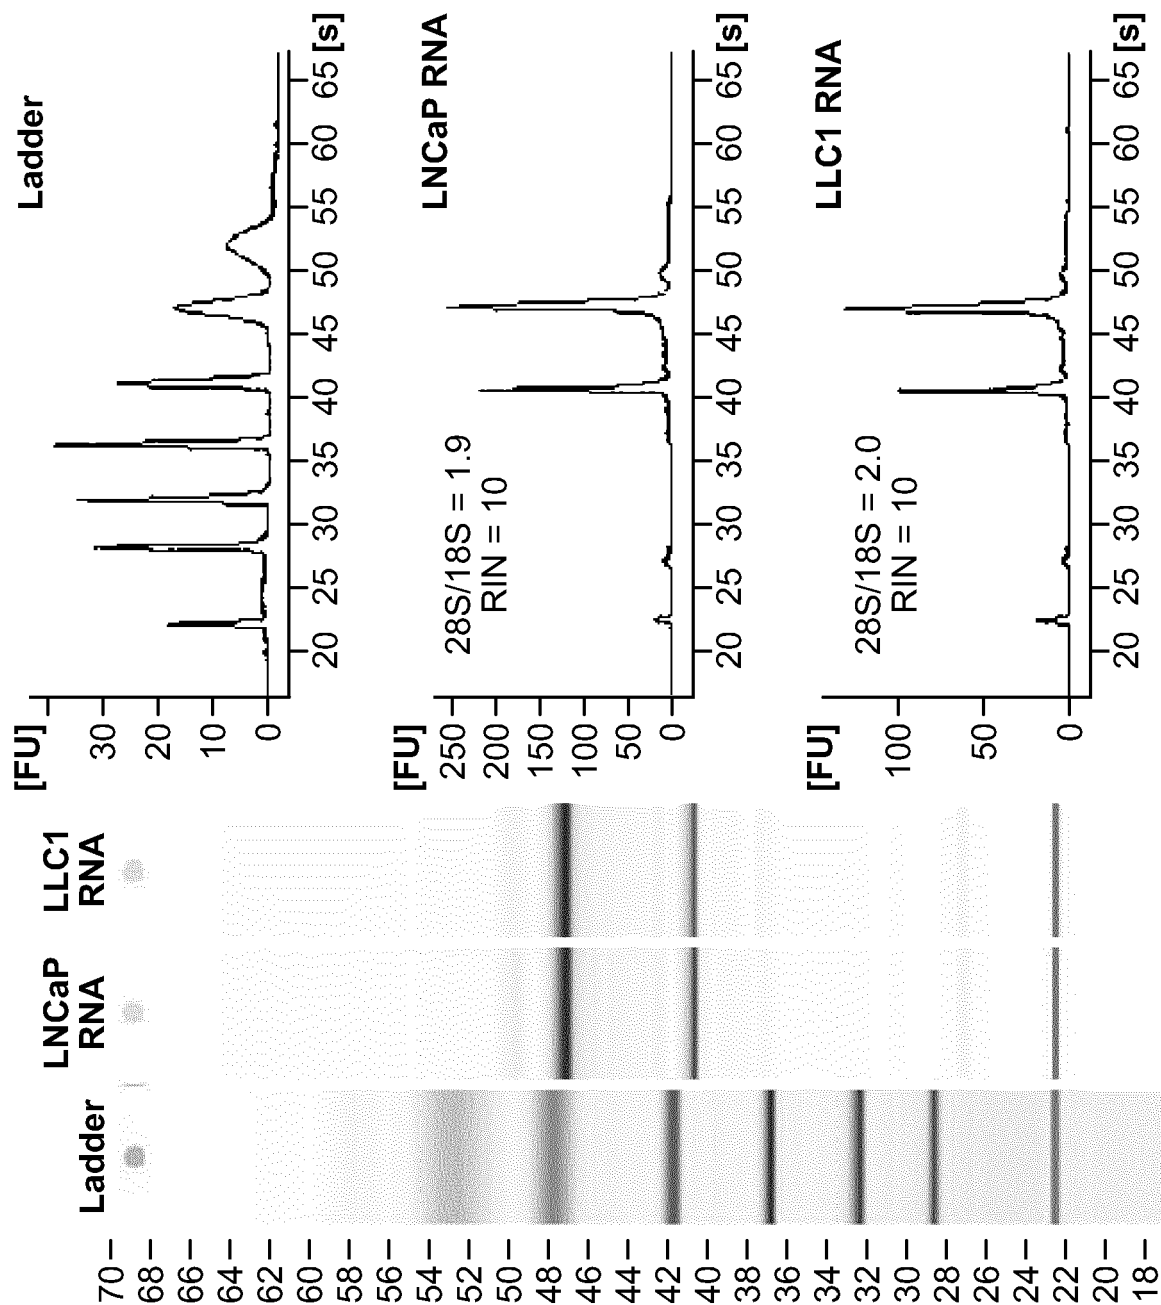 Ladder
LNCaP
RNA
LLC1
RNA
70
68
66
64
62
60
58
56
54
52
50
48
46
44
42
40
38
36
34
32
30
28
26
24
22
20
18
Ladder
[FU]
30
20
10
0
20 25 30 35 40 45 50 55 60 65 [s]
LNCaP RNA
[FU]
250
200
150
100
50
0
28S/18S = 1.9
RIN = 10
20 25 30 35 40 45 50 55 60 65 [s]
LLC1 RNA
[FU]
100
50
0
28S/18S = 2.0
RIN = 10
20 25 30 35 40 45 50 55 60 65 [s]